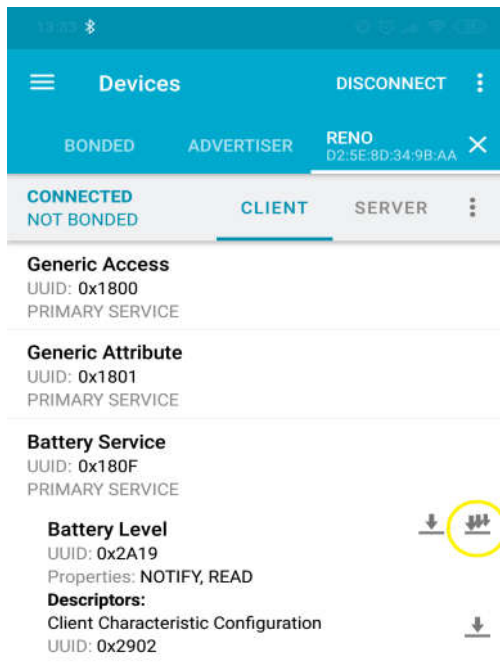 13:33
Devices DISCONNECT
BONDED ADVERTISER RENO
D2:5E:8D:34:9B:AA
CONNECTED
NOT BONDED CLIENT SERVER
Generic Access
UUID: 0x1800
PRIMARY SERVICE
Generic Attribute
UUID: 0x1801
PRIMARY SERVICE
Battery Service
UUID: 0x180F
PRIMARY SERVICE
Battery Level
UUID: 0x2A19
Properties: NOTIFY, READ
Descriptors:
Client Characteristic Configuration
UUID: 0x2902